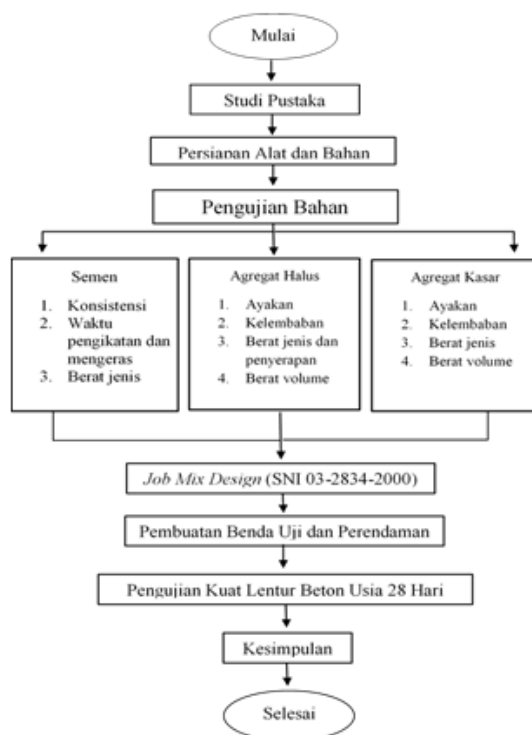 Mulai
Studi Pustaka
Persianan Alat dan Bahan
Pengujian Bahan
Semen
1. Konsistensi
2. Waktu
pengikatan dan
mengeras
3. Berat jenis
Agregat Halus
1. Ayakan
2. Kelembaban
3. Berat jenis dan
penyerapan
4. Berat volume
Agregat Kasar
1. Ayakan
2. Kelembaban
3. Berat jenis
4. Berat volume
Job Mix Design (SNI 03-2834-2000)
Pembuatan Benda Uji dan Perendaman
Pengujian Kuat Lentur Beton Usia 28 Hari
Kesimpulan
Selesai